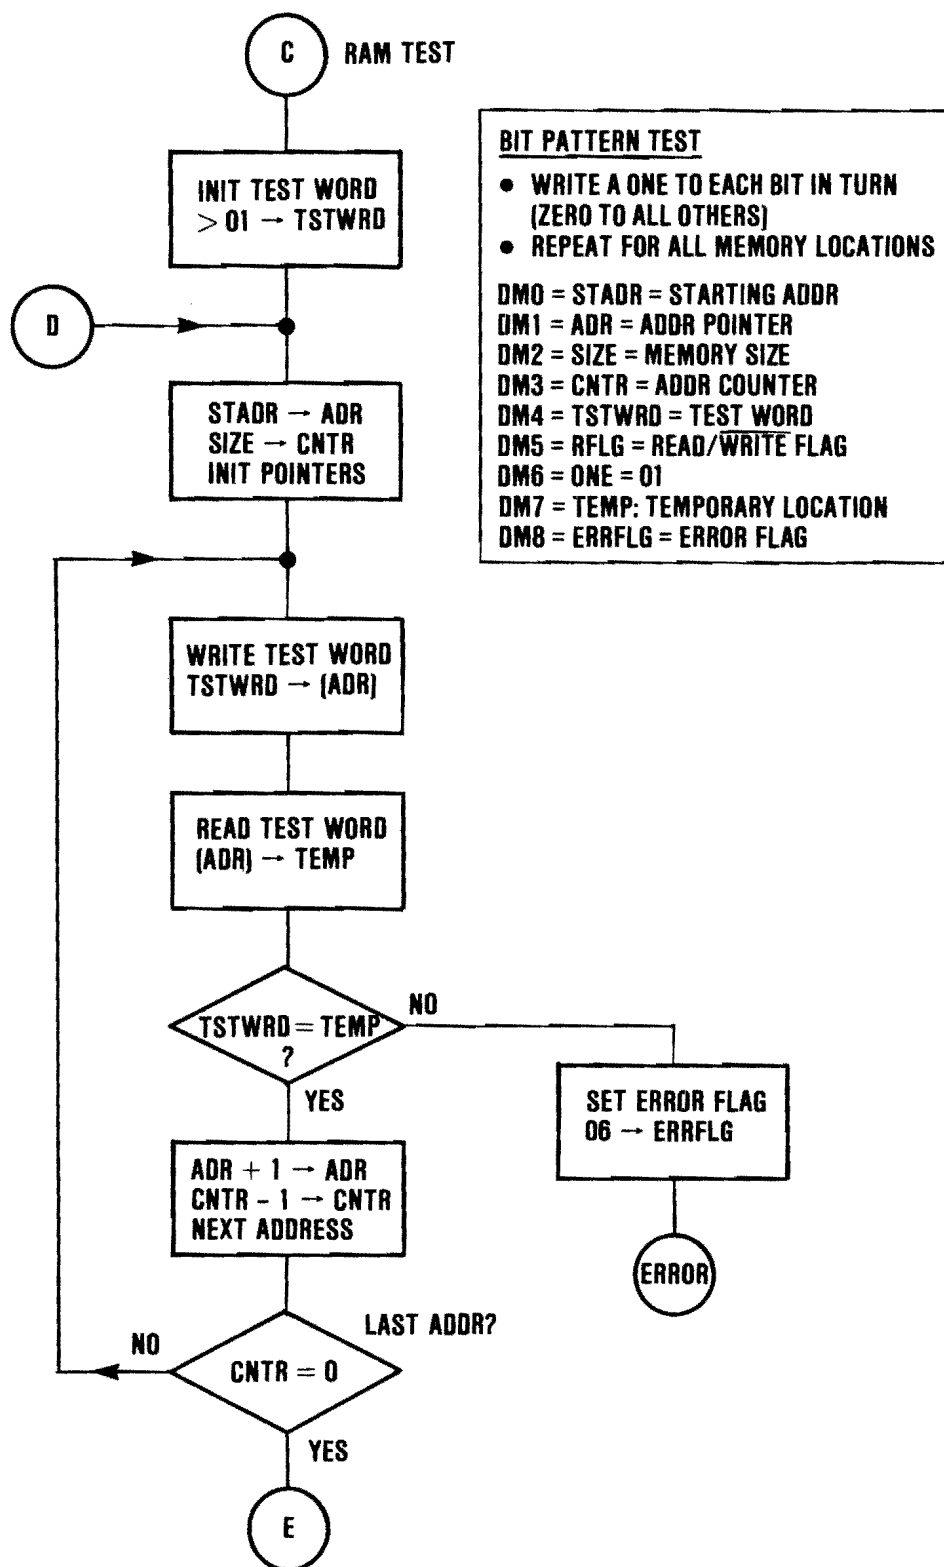 C
RAM TEST
INIT TEST WORD
> 01 → TSTWRD
D
STADR → ADR
SIZE → CNTR
INIT POINTERS
WRITE TEST WORD
TSTWRD → (ADR)
READ TEST WORD
(ADR) → TEMP
TSTWRD = TEMP
?
NO
YES
SET ERROR FLAG
06 → ERRFLG
ERROR
ADR + 1 → ADR
CNTR - 1 → CNTR
NEXT ADDRESS
LAST ADDR?
NO
CNTR = 0
YES
E
BIT PATTERN TEST
• WRITE A ONE TO EACH BIT IN TURN
(ZERO TO ALL OTHERS)
• REPEAT FOR ALL MEMORY LOCATIONS
DM0 = STADR = STARTING ADDR
DM1 = ADR = ADDR POINTER
DM2 = SIZE = MEMORY SIZE
DM3 = CNTR = ADDR COUNTER
DM4 = TSTWRD = TEST WORD
DM5 = RFLG = READ/WRITE FLAG
DM6 = ONE = 01
DM7 = TEMP: TEMPORARY LOCATION
DM8 = ERRFLG = ERROR FLAG